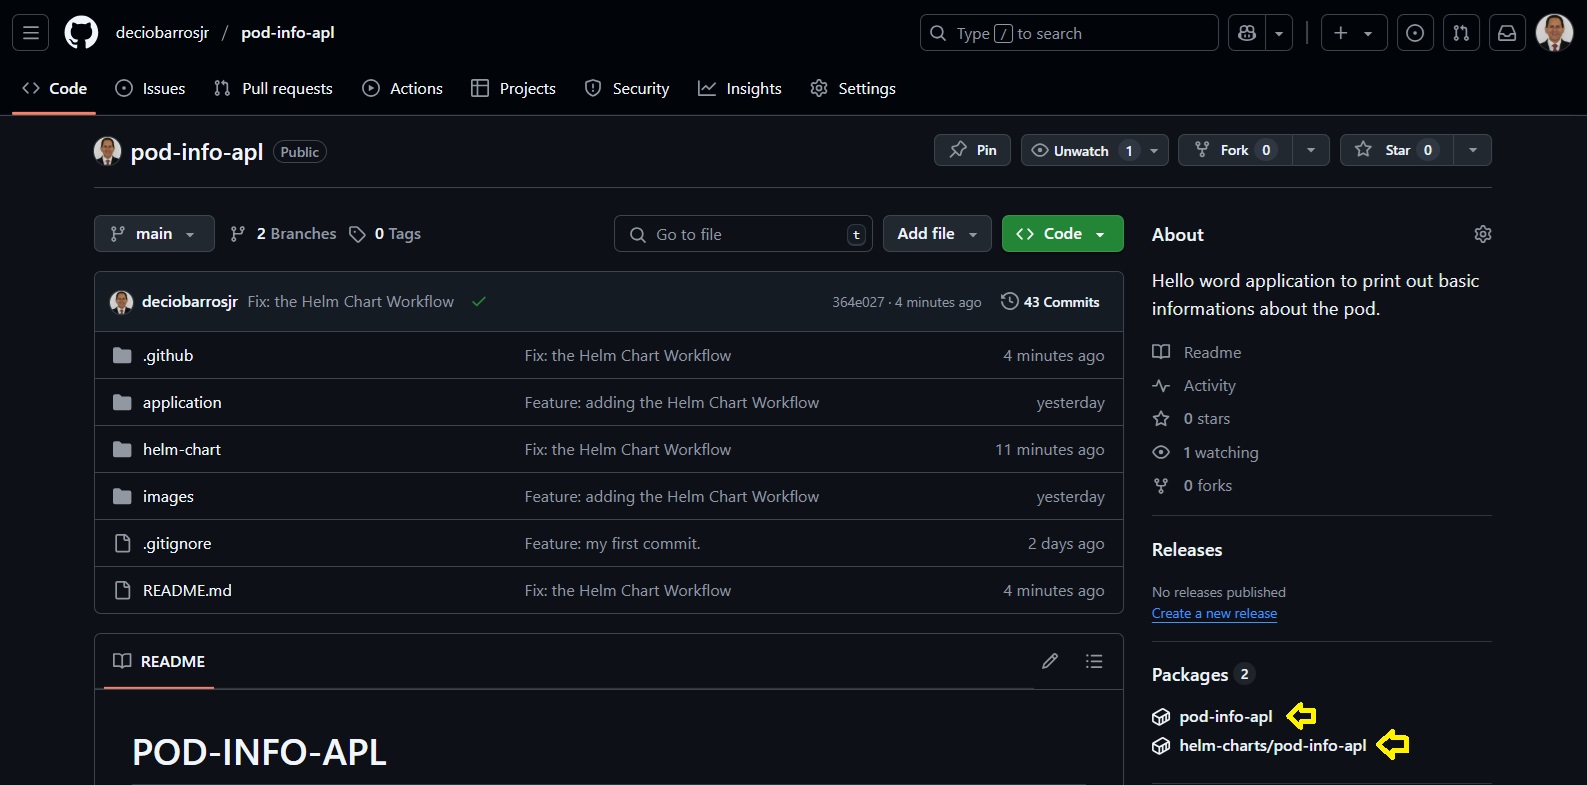 deciobarrosjr / pod-info-apl
Type / to search
Code Issues Pull requests Actions Projects Security Insights Settings
pod-info-apl Public
Pin Unwatch 1 Fork 0 Star 0
main 2 Branches 0 Tags Go to file t Add file Code
deciobarrosjr Fix: the Helm Chart Workflow 364e027 · 4 minutes ago 43 Commits
.github Fix: the Helm Chart Workflow 4 minutes ago
application Feature: adding the Helm Chart Workflow yesterday
helm-chart Fix: the Helm Chart Workflow 11 minutes ago
images Feature: adding the Helm Chart Workflow yesterday
.gitignore Feature: my first commit. 2 days ago
README.md Fix: the Helm Chart Workflow 4 minutes ago
README
POD-INFO-APL
About
Hello word application to print out basic
informations about the pod.
Readme
Activity
0 stars
1 watching
0 forks
Releases
No releases published
Create a new release
Packages 2
pod-info-apl
helm-charts/pod-info-apl